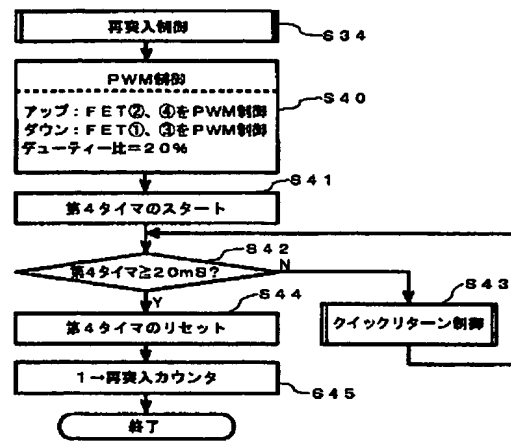 再突入制御
S34
PWM制御
アップ:FET②、④をPWM制御
ダウン:FET①、③をPWM制御
デューティー比=20%
S40
第4タイマのスタート
S41
第4タイマ≧20mS?
S42
N
Y
クイックリターン制御
S43
第4タイマのリセット
S44
1→再突入カウンタ
S45
終了